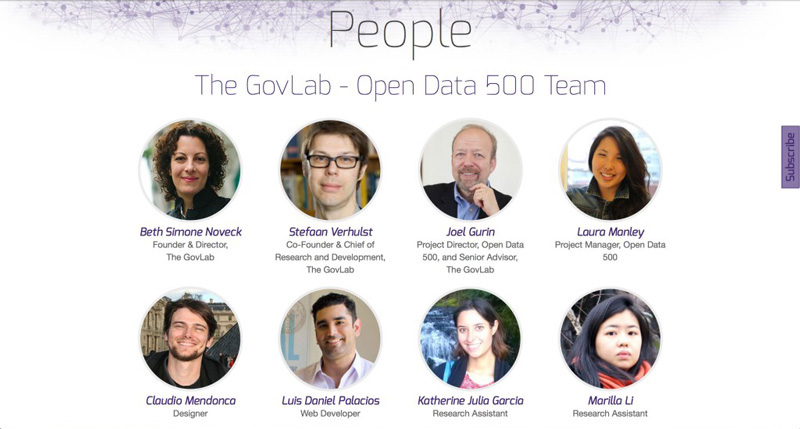 People
The GovLab - Open Data 500 Team
Subscribe
Beth Simone Noveck
Founder & Director,
The GovLab
Stefaan Verhulst
Co-Founder & Chief of
Research and Development,
The GovLab
Joel Gurin
Project Director, Open Data
500, and Senior Advisor,
The GovLab
Laura Manley
Project Manager, Open Data
500
Claudio Mendonca
Designer
Luis Daniel Palacios
Web Developer
Katherine Julia Garcia
Research Assistant
Marilla Li
Research Assistant